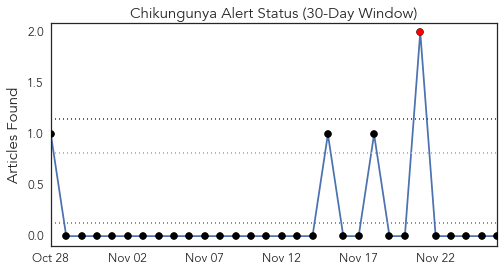 Chikungunya Alert Status (30-Day Window)
Articles Found
2.0
1.5
1.0
0.5
0.0
Oct 28 Nov 02 Nov 07 Nov 12 Nov 17 Nov 22